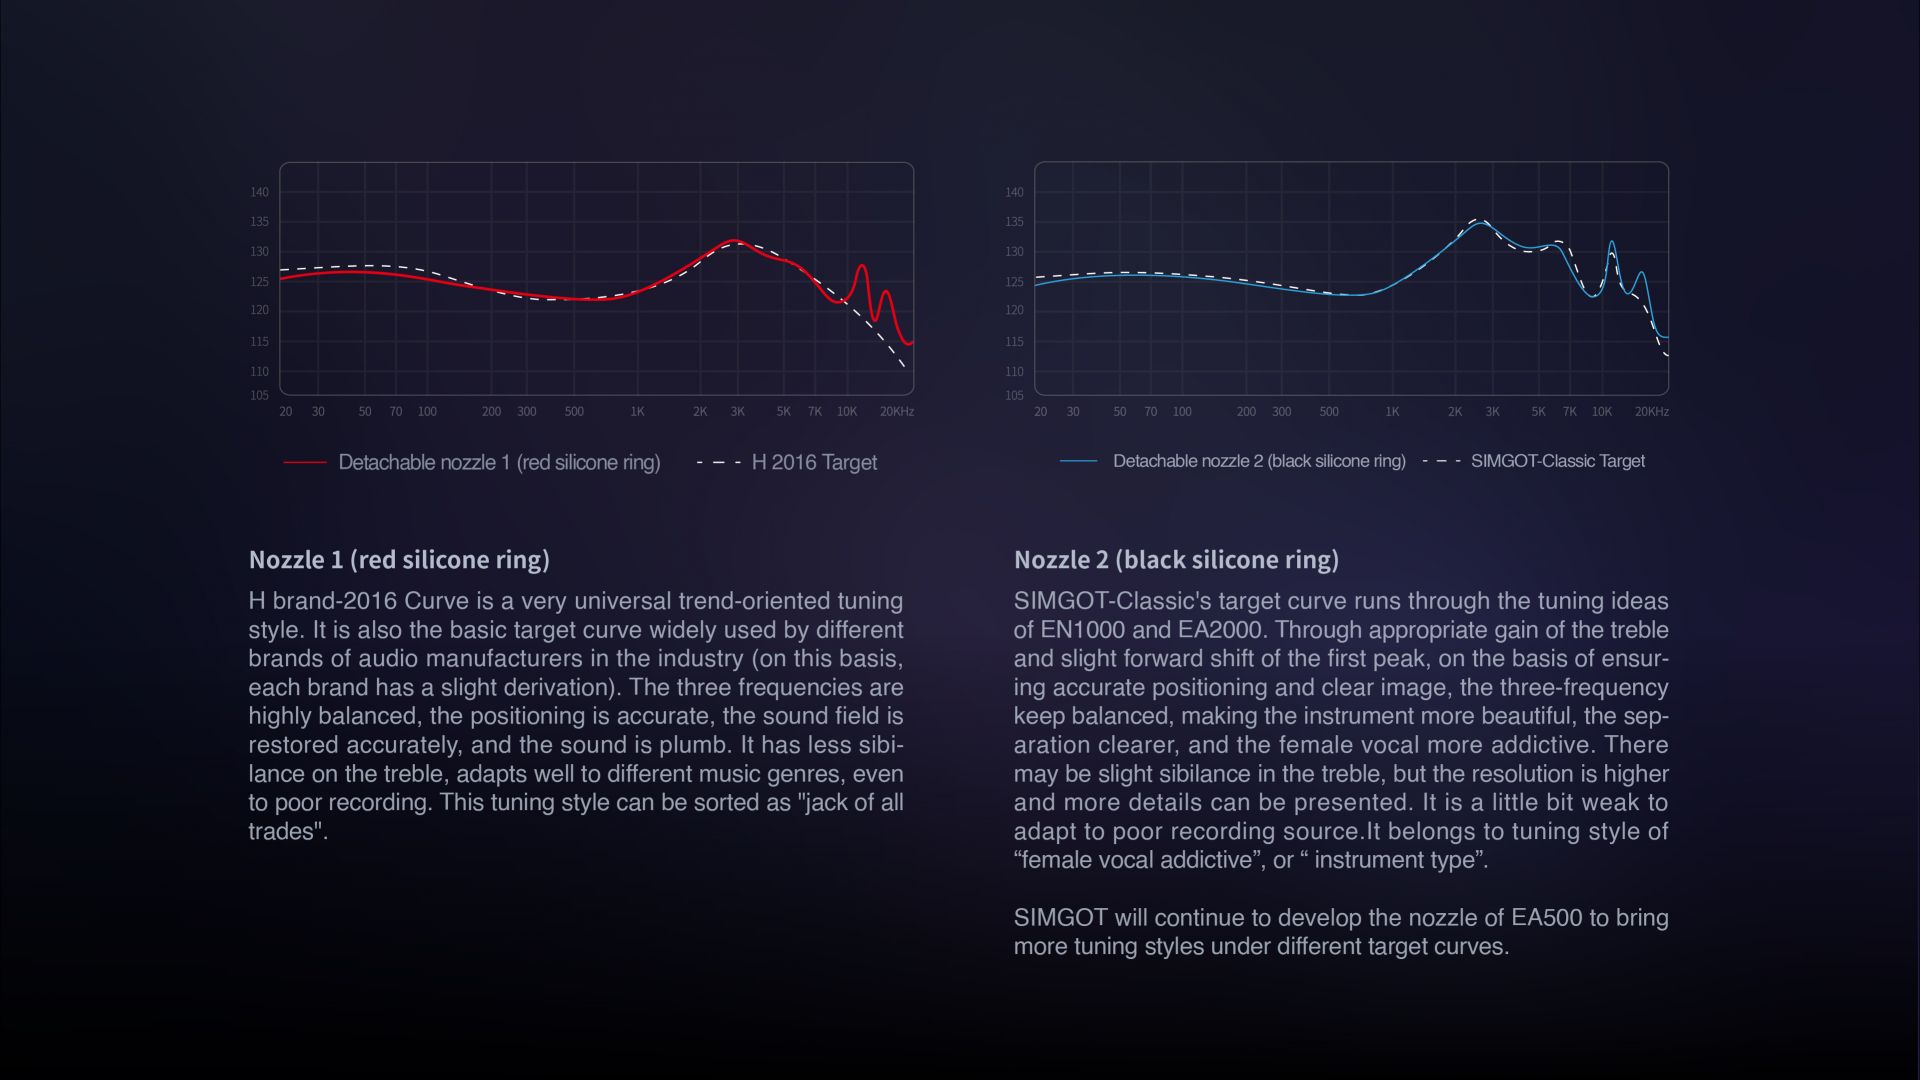 140
135
130
125
120
115
110
105
20 30 50 70 100 200 300 500 1K 2K 3K 5K 7K 10K 20KHz
Detachable nozzle 1 (red silicone ring) H 2016 Target
140
135
130
125
120
115
110
105
20 30 50 70 100 200 300 500 1K 2K 3K 5K 7K 10K 20KHz
Detachable nozzle 2 (black silicone ring) SIMGOT-Classic Target
Nozzle 1 (red silicone ring)
H brand-2016 Curve is a very universal trend-oriented tuning
style. It is also the basic target curve widely used by different
brands of audio manufacturers in the industry (on this basis,
each brand has a slight derivation). The three frequencies are
highly balanced, the positioning is accurate, the sound field is
restored accurately, and the sound is plumb. It has less sibi-
lance on the treble, adapts well to different music genres, even
to poor recording. This tuning style can be sorted as "jack of all
trades".
Nozzle 2 (black silicone ring)
SIMGOT-Classic's target curve runs through the tuning ideas
of EN1000 and EA2000. Through appropriate gain of the treble
and slight forward shift of the first peak, on the basis of ensur-
ing accurate positioning and clear image, the three-frequency
keep balanced, making the instrument more beautiful, the sep-
aration clearer, and the female vocal more addictive. There
may be slight sibilance in the treble, but the resolution is higher
and more details can be presented. It is a little bit weak to
adapt to poor recording source.It belongs to tuning style of
“female vocal addictive”, or “ instrument type”.
SIMGOT will continue to develop the nozzle of EA500 to bring
more tuning styles under different target curves.